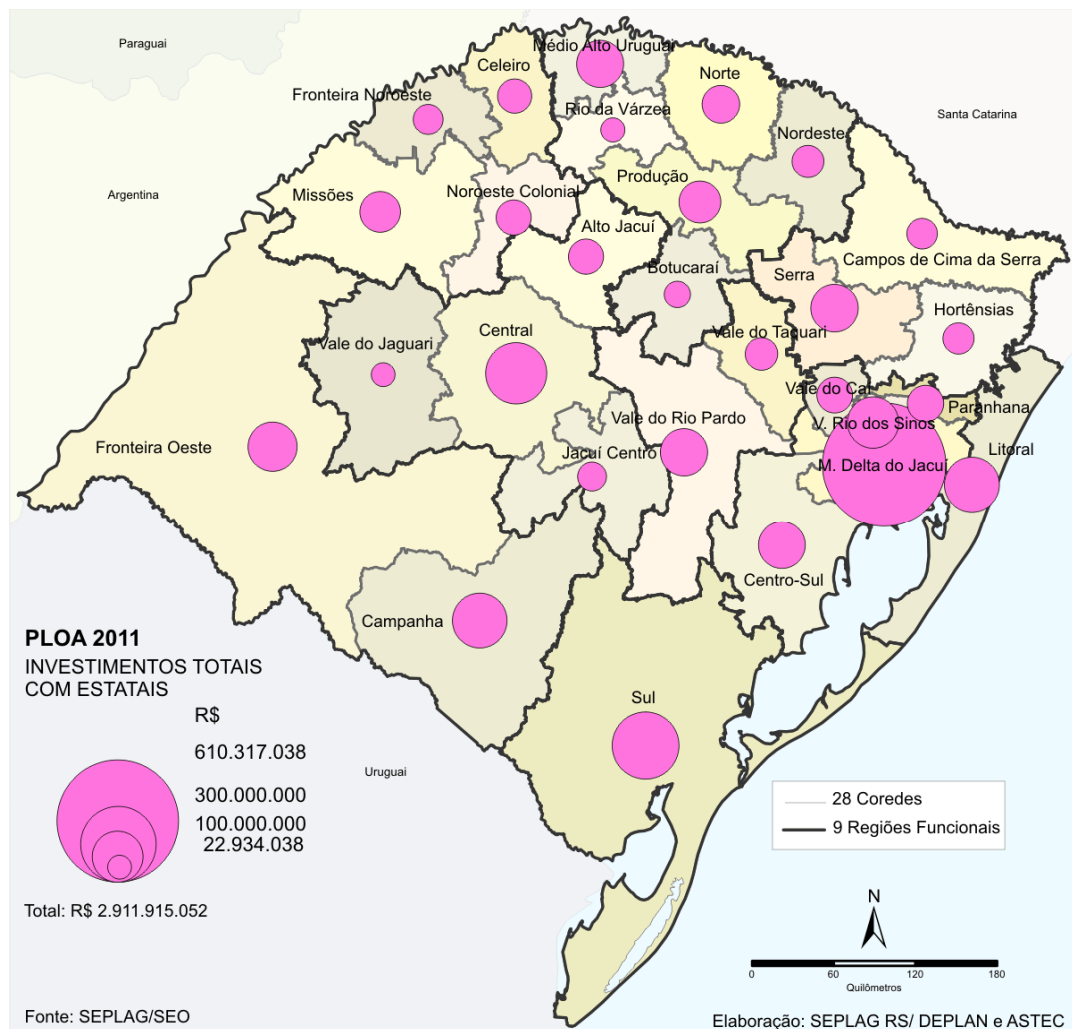 Paraguai
Médio Alto Uruguai
Celeiro
Norte
Fronteira Noroeste
Rio da Várzea
Santa Catarina
Nordeste
Produção
Argentina
Missões
Noroeste Colonial
Alto Jacuí
Botucaraí
Serra
Campos de Cima da Serra
Hortênsias
Central
Vale do Taquari
Vale do Jaguari
Vale do Caí
Paranhana
Vale do Rio Pardo
V. Rio dos Sinos
Fronteira Oeste
Jacuí Centro
Litoral
M. Delta do Jacuí
Centro-Sul
Campanha
PLOA 2011
INVESTIMENTOS TOTAIS
COM ESTATAIS
Sul
R$
610.317.038
Uruguai
300.000.000
100.000.000
22.934.038
28 Coredes
9 Regiões Funcionais
Total: R$ 2.911.915.052
N
0 60 120 180
Quilômetros
Fonte: SEPLAG/SEO
Elaboração: SEPLAG RS/ DEPLAN e ASTEC